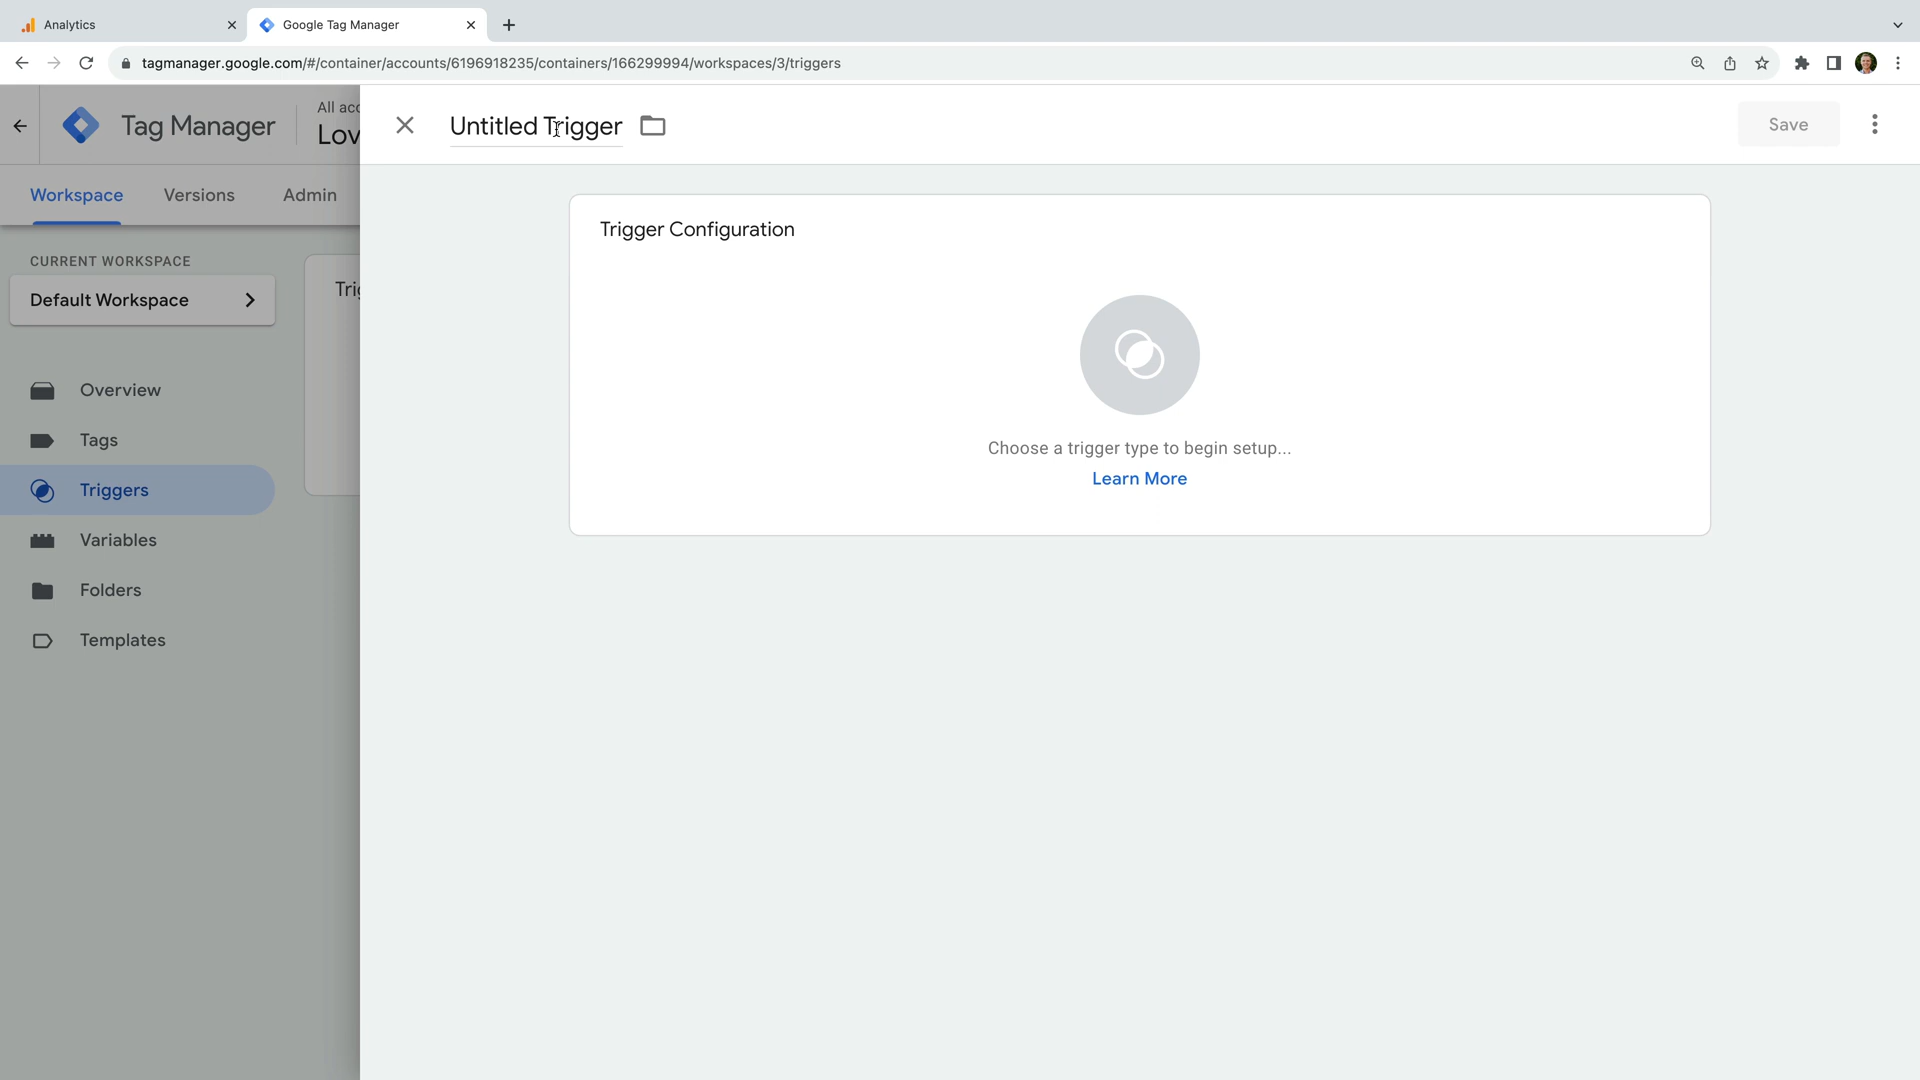 Analytics
Google Tag Manager
tagmanager.google.com/#/container/accounts/6196918235/containers/166299994/workspaces/3/triggers
Tag Manager
All acc
Lov
Untitled Trigger
Save
Workspace
Versions
Admin
Trigger Configuration
CURRENT WORKSPACE
Default Workspace
Trig
Choose a trigger type to begin setup...
Learn More
Overview
Tags
Triggers
Variables
Folders
Templates